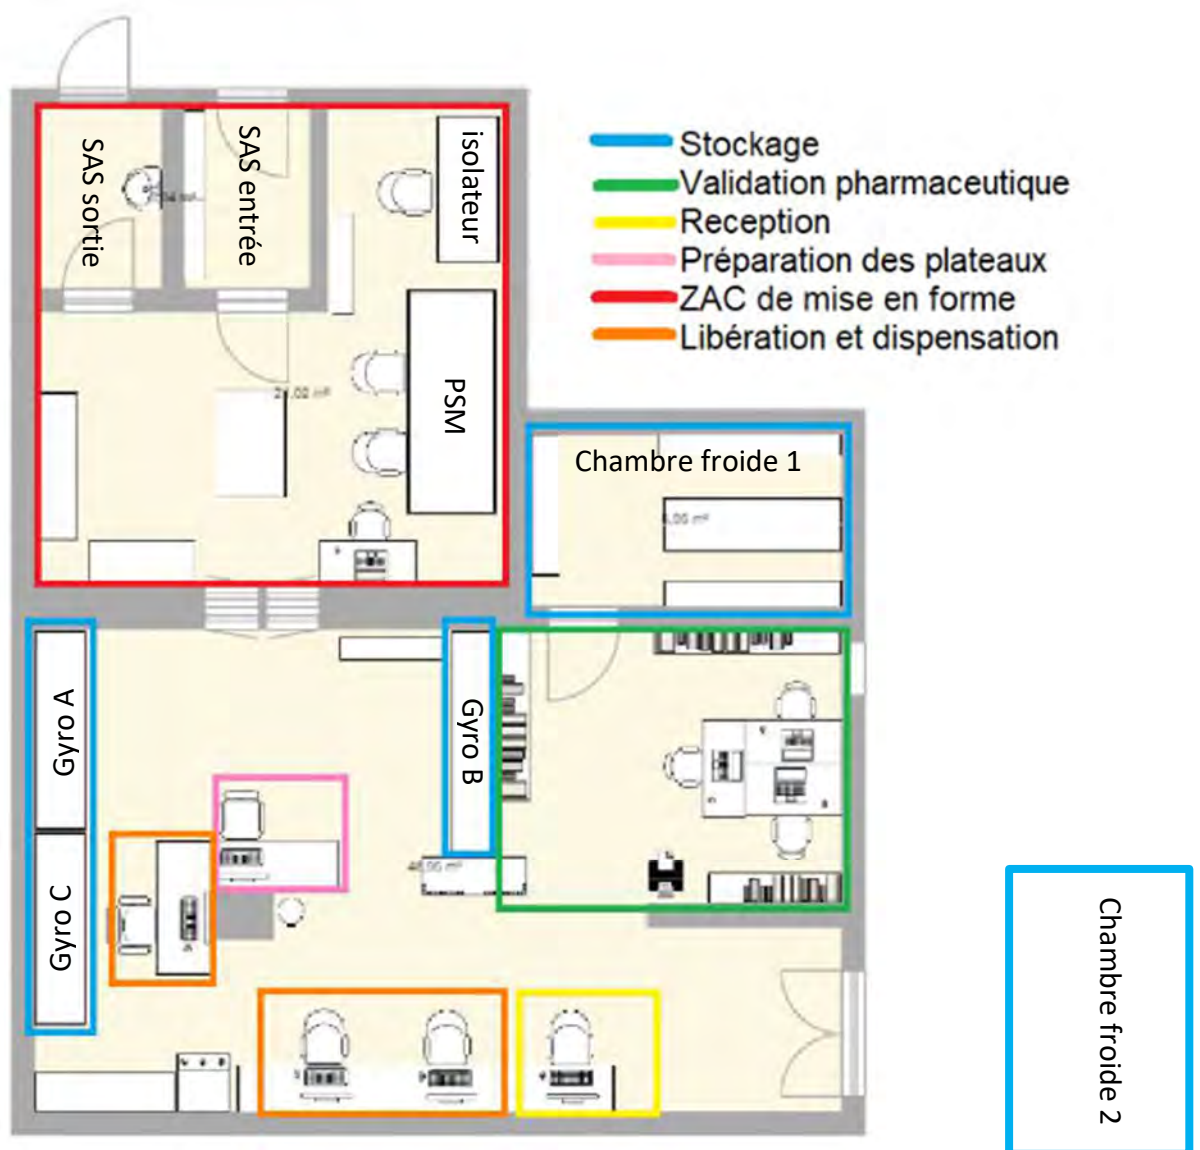 SAS sortie
SAS entrée
isolateur
Stockage
Validation pharmaceutique
Reception
Préparation des plateaux
ZAC de mise en forme
Libération et dispensation
PSM
Chambre froide 1
Gyro A
Gyro B
Gyro C
Chambre froide 2